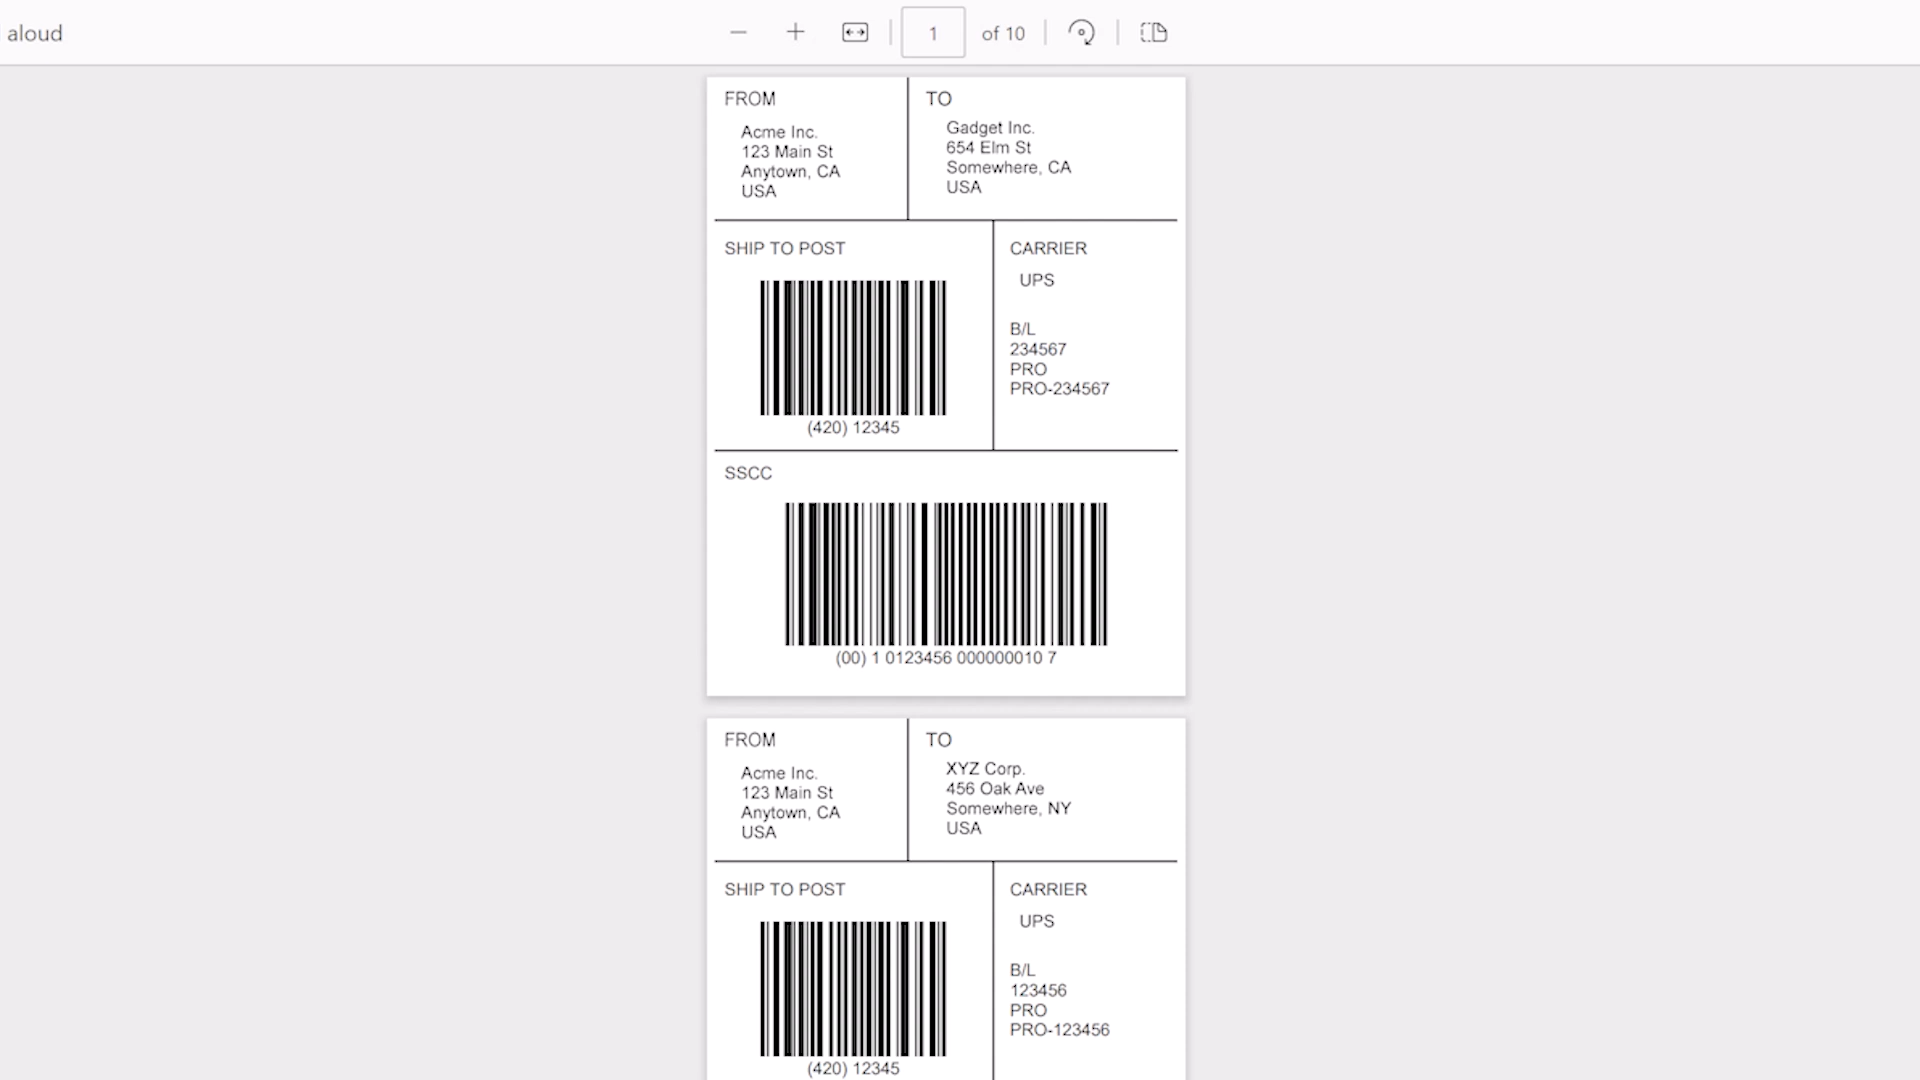 aloud
1 of 10
FROM
Acme Inc.
123 Main St
Anytown, CA
USA
TO
Gadget Inc.
654 Elm St
Somewhere, CA
USA
SHIP TO POST
(420) 12345
CARRIER
UPS
B/L
234567
PRO
PRO-234567
SSCC
(00) 1 0123456 000000010 7
FROM
Acme Inc.
123 Main St
Anytown, CA
USA
TO
XYZ Corp.
456 Oak Ave
Somewhere, NY
USA
SHIP TO POST
(420) 12345
CARRIER
UPS
B/L
123456
PRO
PRO-123456